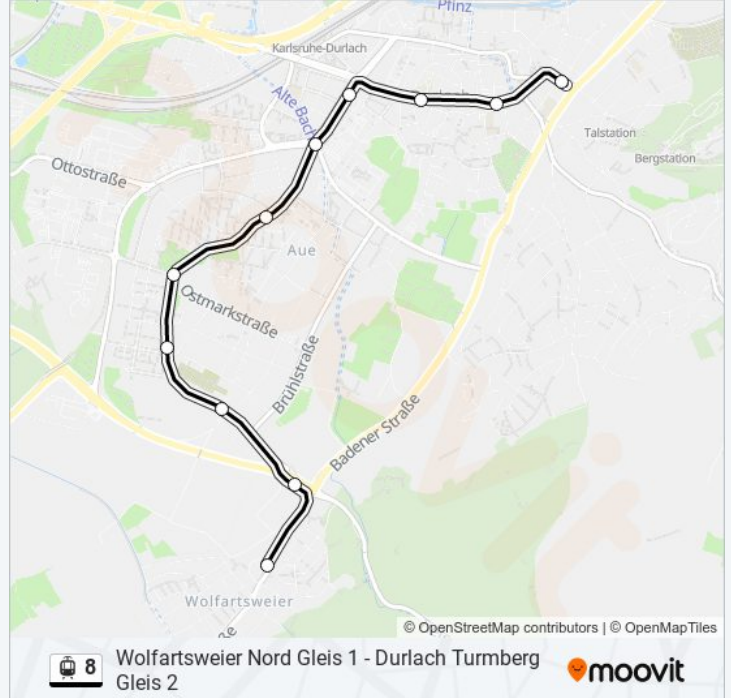 Pfinz
Karlsruhe-Durlach
Alte Bach
Talstation
Bergstation
Ottostraße
Aue
Ostmarkstraße
Brühlstraße
Badener Straße
Wolfartsweier
© OpenStreetMap contributors | © OpenMapTiles
8 Wolfartsweier Nord Gleis 1 - Durlach Turmberg
Gleis 2
moovit